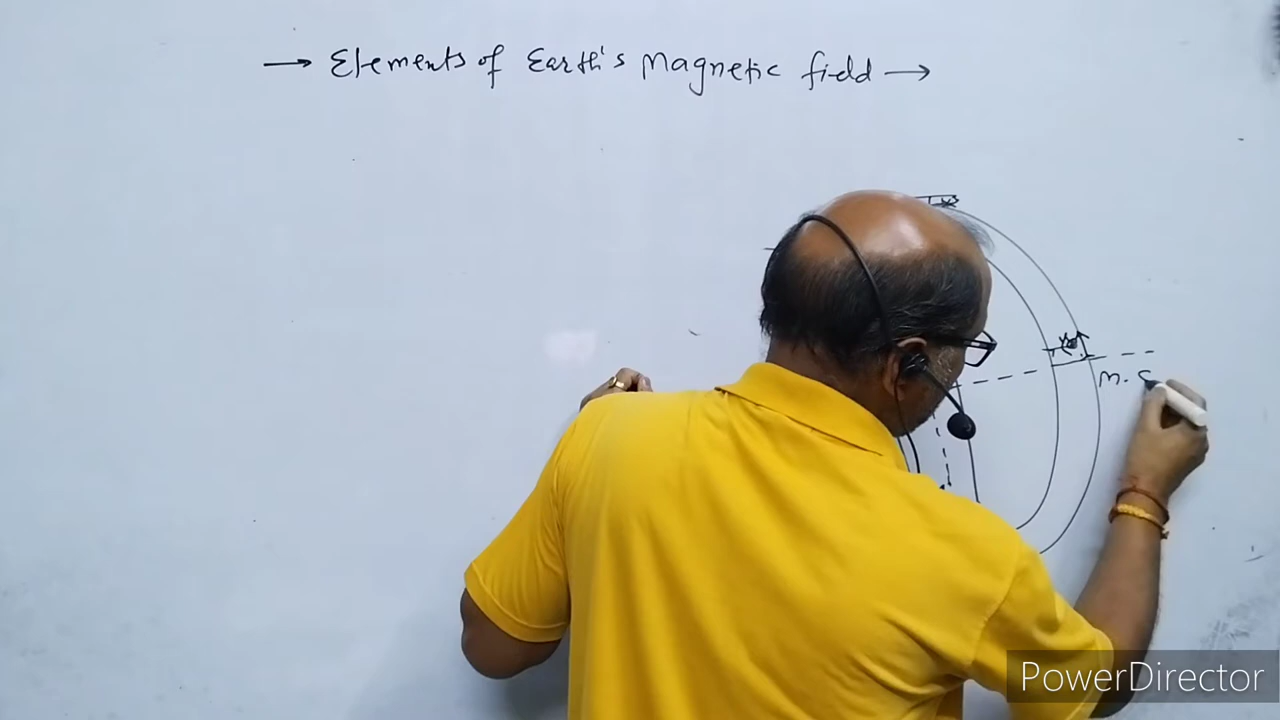 → Elements of Earth's Magnetic field →
M.
PowerDirector